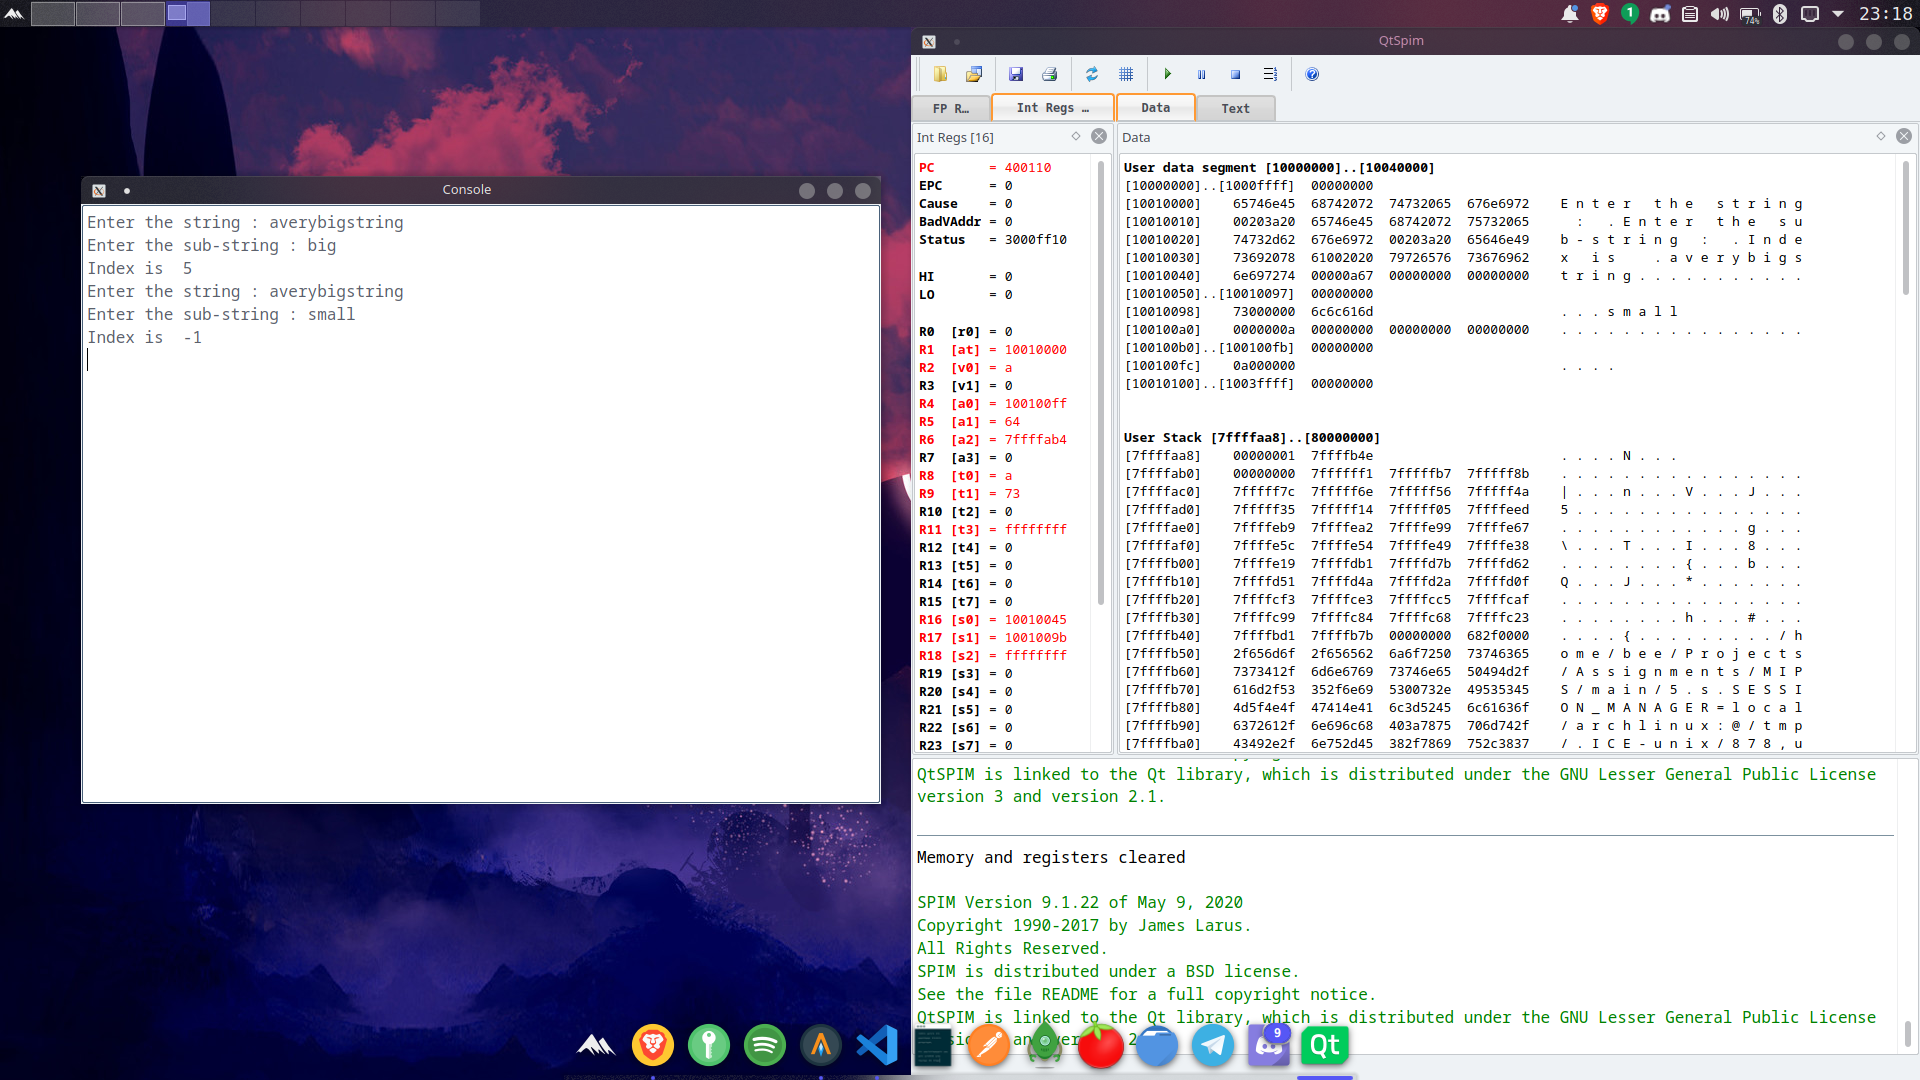 23:18
1
74%
Console
Enter the string : averybigstring
Enter the sub-string : big
Index is  5
Enter the string : averybigstring
Enter the sub-string : small
Index is  -1
QtSpim
FP R…
Int Regs …
Data
Text
Int Regs [16]
PC = 400110
EPC = 0
Cause = 0
BadVAddr = 0
Status = 3000ff10
HI = 0
LO = 0
R0 [r0] = 0
R1 [at] = 10010000
R2 [v0] = a
R3 [v1] = 0
R4 [a0] = 100100ff
R5 [a1] = 64
R6 [a2] = 7ffffab4
R7 [a3] = 0
R8 [t0] = a
R9 [t1] = 73
R10 [t2] = 0
R11 [t3] = ffffffff
R12 [t4] = 0
R13 [t5] = 0
R14 [t6] = 0
R15 [t7] = 0
R16 [s0] = 10010045
R17 [s1] = 1001009b
R18 [s2] = ffffffff
R19 [s3] = 0
R20 [s4] = 0
R21 [s5] = 0
R22 [s6] = 0
R23 [s7] = 0
Data
User data segment [10000000]..[10040000]
[10000000]..[1000ffff] 00000000
[10010000] 65746e45 68742072 74732065 676e6972 E n t e r t h e s t r i n g
[10010010] 00203a20 65746e45 68742072 75732065 : . E n t e r t h e s u
[10010020] 74732d62 676e6972 00203a20 65646e49 b - s t r i n g : . I n d e
[10010030] 73692078 61002020 79726576 73676962 x i s . a v e r y b i g s
[10010040] 6e697274 00000a67 00000000 00000000 t r i n g . . . . . . . . . . .
[10010050]..[10010097] 00000000
[10010098] 73000000 6c6c616d . . . s m a l l
[100100a0] 0000000a 00000000 00000000 00000000 . . . . . . . . . . . . . . . .
[100100b0]..[100100fb] 00000000
[100100fc] 0a000000 . . . .
[10010100]..[1003ffff] 00000000
User Stack [7ffffaa8]..[80000000]
[7ffffaa8] 00000001 7ffffb4e . . . . N . . .
[7ffffab0] 00000000 7ffffff1 7fffffb7 7fffff8b . . . . . . . . . . . . . . . .
[7ffffac0] 7fffff7c 7fffff6e 7fffff56 7fffff4a | . . . n . . . V . . . J . . .
[7ffffad0] 7fffff35 7fffff14 7fffff05 7ffffeed 5 . . . . . . . . . . . . . . .
[7ffffae0] 7ffffeb9 7ffffea2 7ffffe99 7ffffe67 . . . . . . . . . . . . g . . .
[7ffffaf0] 7ffffe5c 7ffffe54 7ffffe49 7ffffe38 \ . . . T . . . I . . . 8 . . .
[7ffffb00] 7ffffe19 7ffffdb1 7ffffd7b 7ffffd62 . . . . . . . . { . . . b . . .
[7ffffb10] 7ffffd51 7ffffd4a 7ffffd2a 7ffffd0f Q . . . J . . . * . . . . . . .
[7ffffb20] 7ffffcf3 7ffffce3 7ffffcc5 7ffffcaf . . . . . . . . . . . . . . . .
[7ffffb30] 7ffffc99 7ffffc84 7ffffc68 7ffffc23 . . . . . . . . h . . . # . . .
[7ffffb40] 7ffffbd1 7ffffb7b 00000000 682f0000 . . . . { . . . . . . . . . / h
[7ffffb50] 2f656d6f 2f656562 6a6f7250 73746365 o m e / b e e / P r o j e c t s
[7ffffb60] 7373412f 6d6e6769 73746e65 50494d2f / A s s i g n m e n t s / M I P
[7ffffb70] 616d2f53 352f6e69 5300732e 49535345 S / m a i n / 5 . s . S E S S I
[7ffffb80] 4d5f4e4f 47414e41 6c3d5245 6c61636f O N _ M A N A G E R = l o c a l
[7ffffb90] 6372612f 6e696c68 403a7875 706d742f / a r c h l i n u x : @ / t m p
[7ffffba0] 43492e2f 6e752d45 382f7869 752c3837 / . I C E - u n i x / 8 7 8 , u
QtSPIM is linked to the Qt library, which is distributed under the GNU Lesser General Public License
version 3 and version 2.1.
Memory and registers cleared
SPIM Version 9.1.22 of May 9, 2020
Copyright 1990-2017 by James Larus.
All Rights Reserved.
SPIM is distributed under a BSD license.
See the file README for a full copyright notice.
QtSPIM is linked to the Qt library, which is distributed under the GNU Lesser General Public License
9
Qt